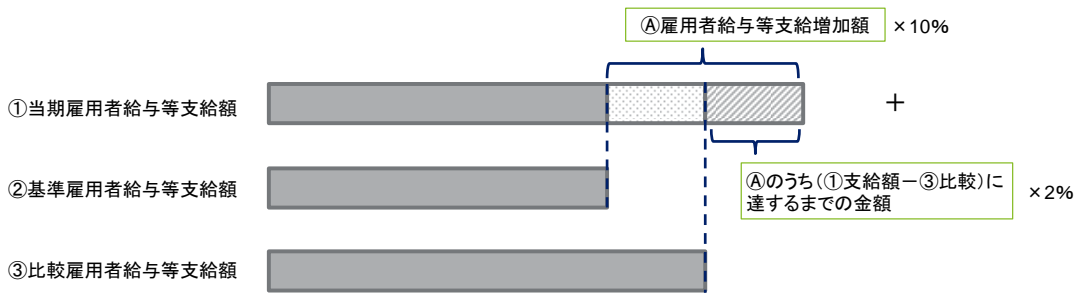 Ⓐ雇用者給与等支給増加額 ×10%
①当期雇用者給与等支給額
+
②基準雇用者給与等支給額
Ⓐのうち(①支給額－③比較)に
達するまでの金額
×2%
③比較雇用者給与等支給額